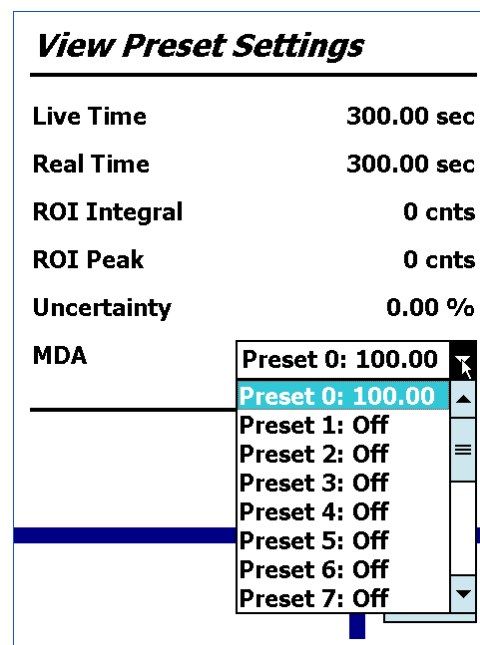 View Preset Settings
Live Time 300.00 sec
Real Time 300.00 sec
ROI Integral 0 cnts
ROI Peak 0 cnts
Uncertainty 0.00 %
MDA Preset 0: 100.00
Preset 0: 100.00
Preset 1: Off
Preset 2: Off
Preset 3: Off
Preset 4: Off
Preset 5: Off
Preset 6: Off
Preset 7: Off